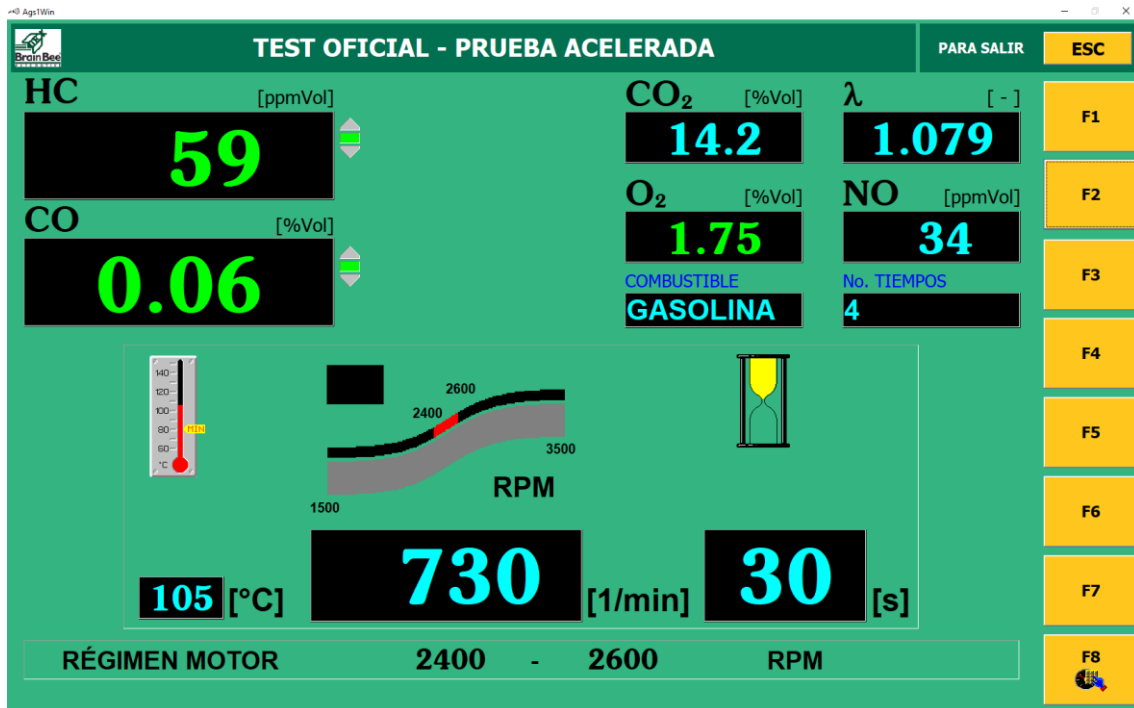 Ags1Win
BrainBee
AUTOMOTIVE
TEST OFICIAL - PRUEBA ACELERADA
PARA SALIR
ESC
HC [ppmVol]
59
CO [%Vol]
0.06
CO₂ [%Vol]
14.2
λ [ - ]
1.079
O₂ [%Vol]
1.75
NO [ppmVol]
34
COMBUSTIBLE
GASOLINA
No. TIEMPOS
4
140
120
100
80 MIN
60
°C
2600
2400
3500
1500
RPM
105 [°C]
730 [1/min]
30 [s]
RÉGIMEN MOTOR 2400 - 2600 RPM
F1
F2
F3
F4
F5
F6
F7
F8